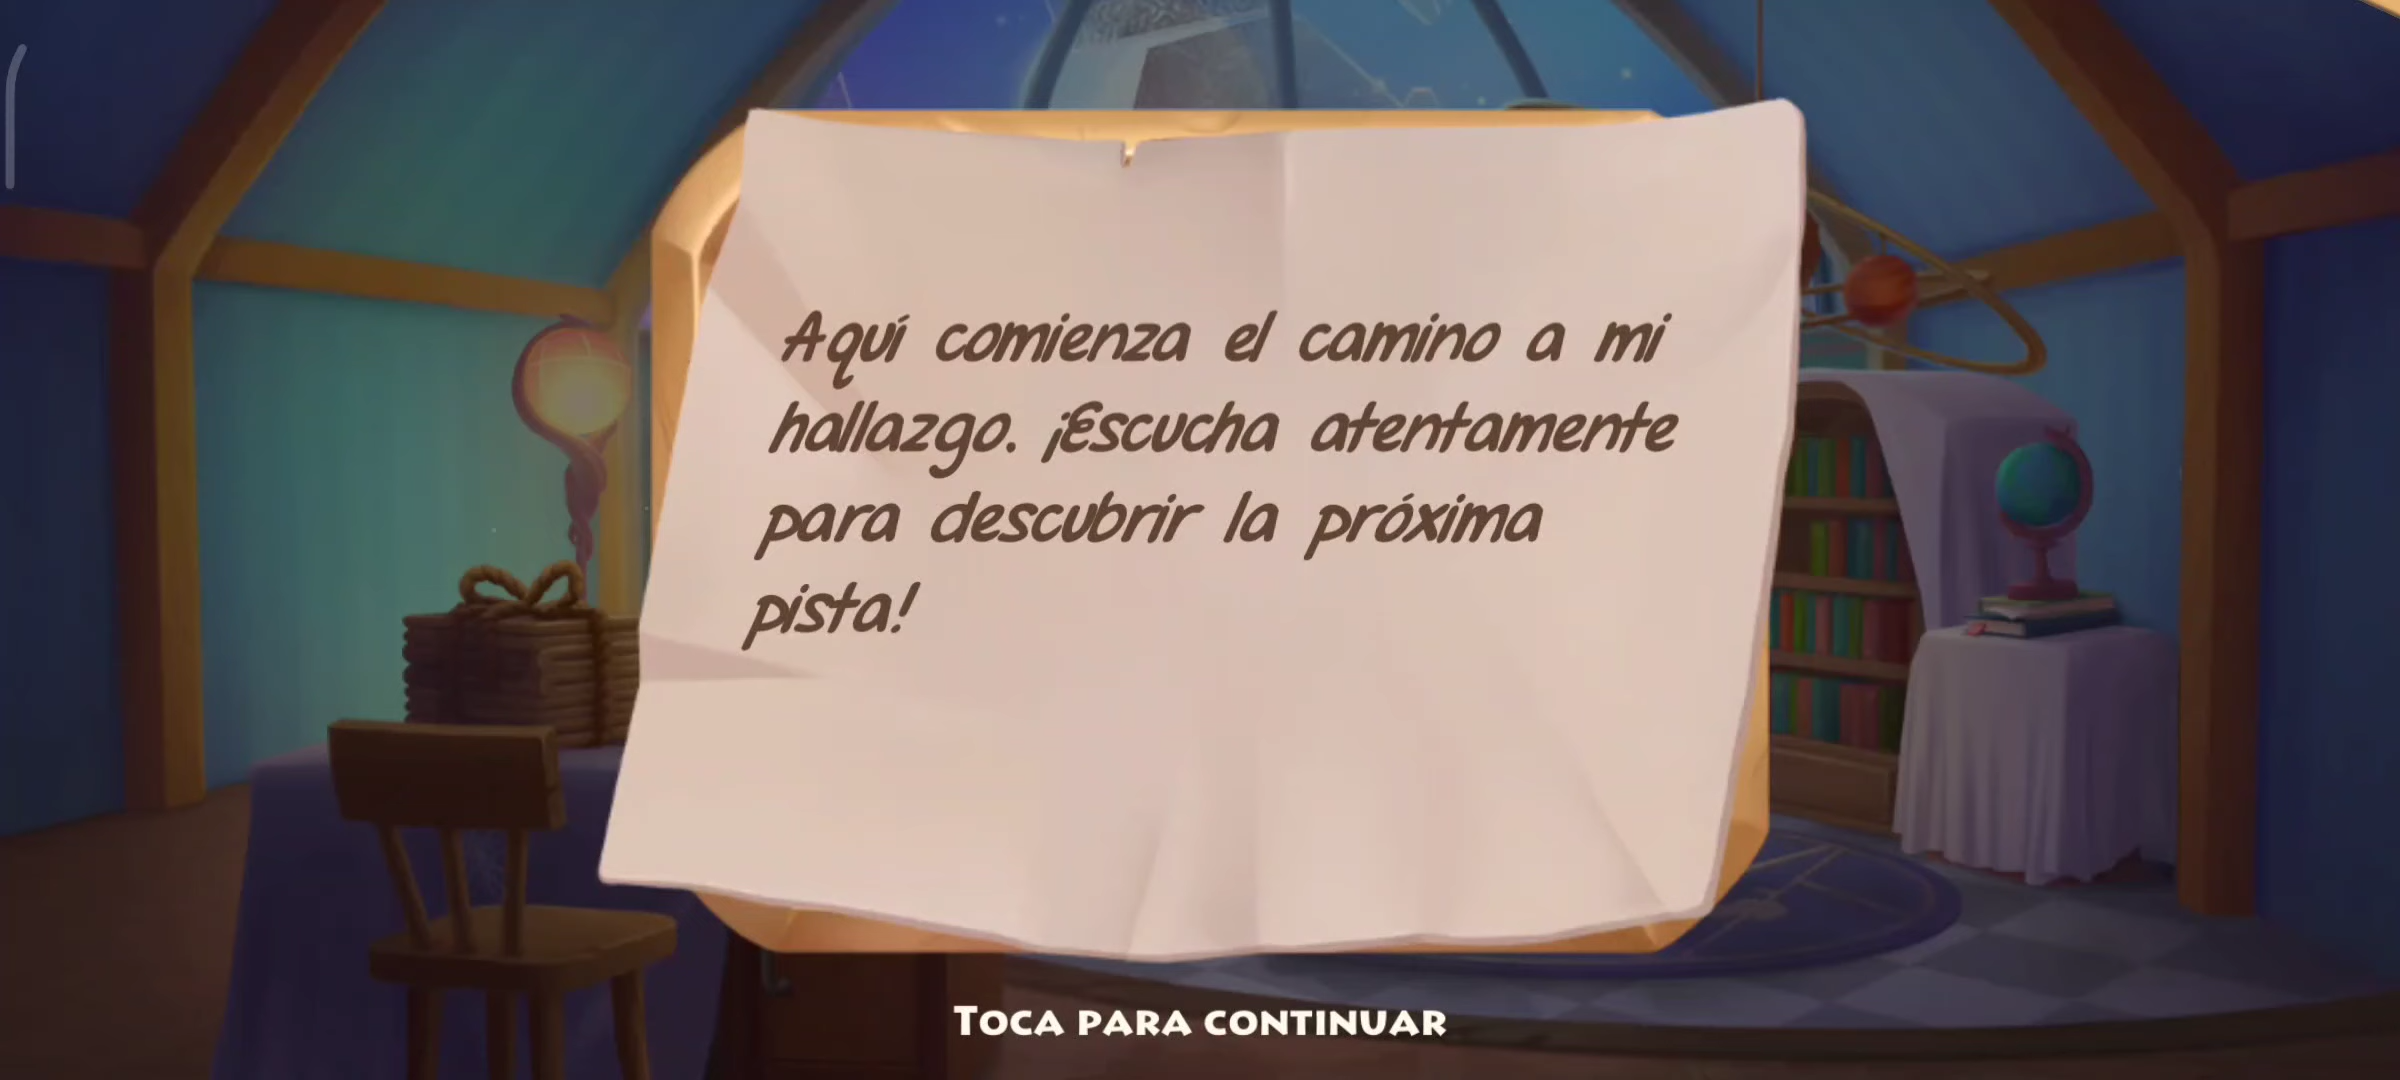 Aquí comienza el camino a mi
hallazgo. ¡Escucha atentamente
para descubrir la próxima
pista!
TOCA PARA CONTINUAR